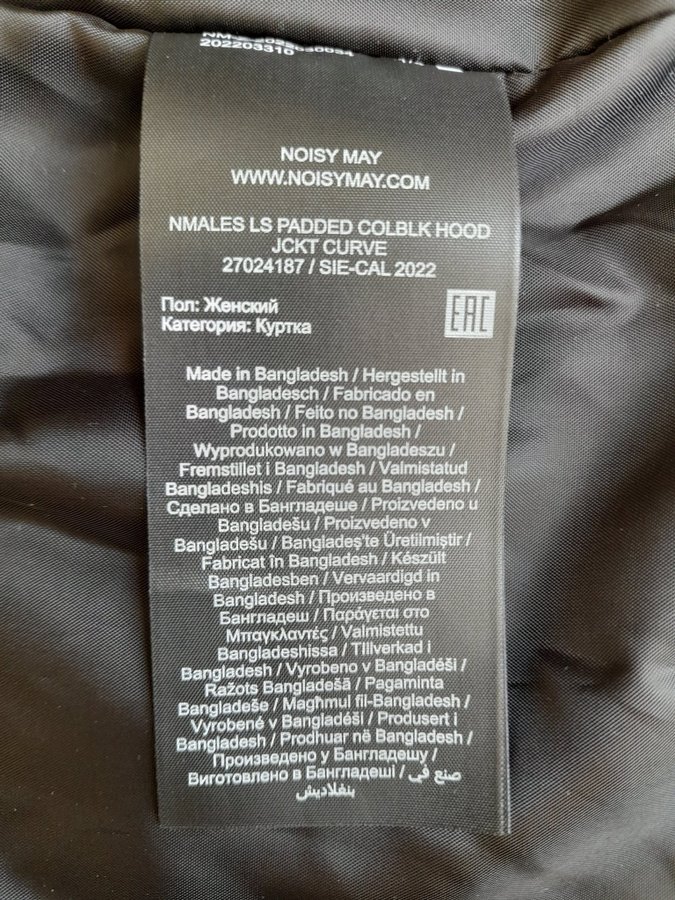 202203310
NOISY MAY
WWW.NOISYMAY.COM
NMALES LS PADDED COLBLK HOOD
JCKT CURVE
27024187 / SIE-CAL 2022
Пол: Женский
Категория: Куртка
EAC
Made in Bangladesh / Hergestellt in
Bangladesch / Fabricado en
Bangladesh / Feito no Bangladesh /
Prodotto in Bangladesh /
Wyprodukowano w Bangladeszu /
Fremstillet i Bangladesh / Valmistatud
Bangladeshis / Fabriqué au Bangladesh /
Сделано в Бангладеше / Proizvedeno u
Bangladešu / Proizvedeno v
Bangladešu / Bangladeş'te Üretilmiştir /
Fabricat în Bangladesh / Készült
Bangladesben / Vervaardigd in
Bangladesh / Произведено в
Бангладеш / Παράγεται στο
Μπαγκλαντές / Valmistettu
Bangladeshissa / Tillverkad i
Bangladesh / Vyrobeno v Bangladéši /
Ražots Bangladešā / Pagaminta
Bangladeše / Magħmul fil-Bangladesh /
Vyrobené v Bangladéši / Produsert i
Bangladesh / Prodhuar në Bangladesh /
Произведено у Бангладешу /
Виготовлено в Бангладеші / صنع في
بنغلاديش